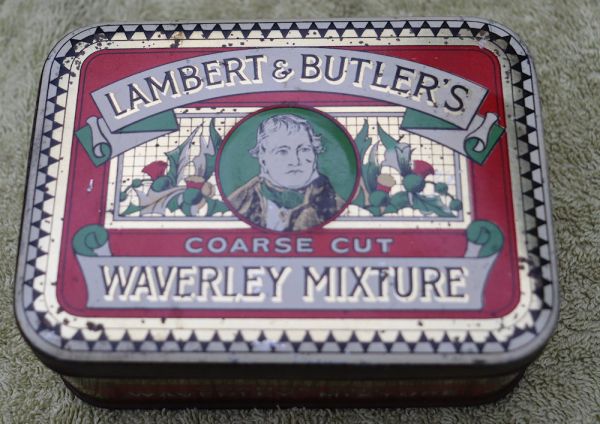 LAMBERT & BUTLER'S
COARSE CUT
WAVERLEY MIXTURE